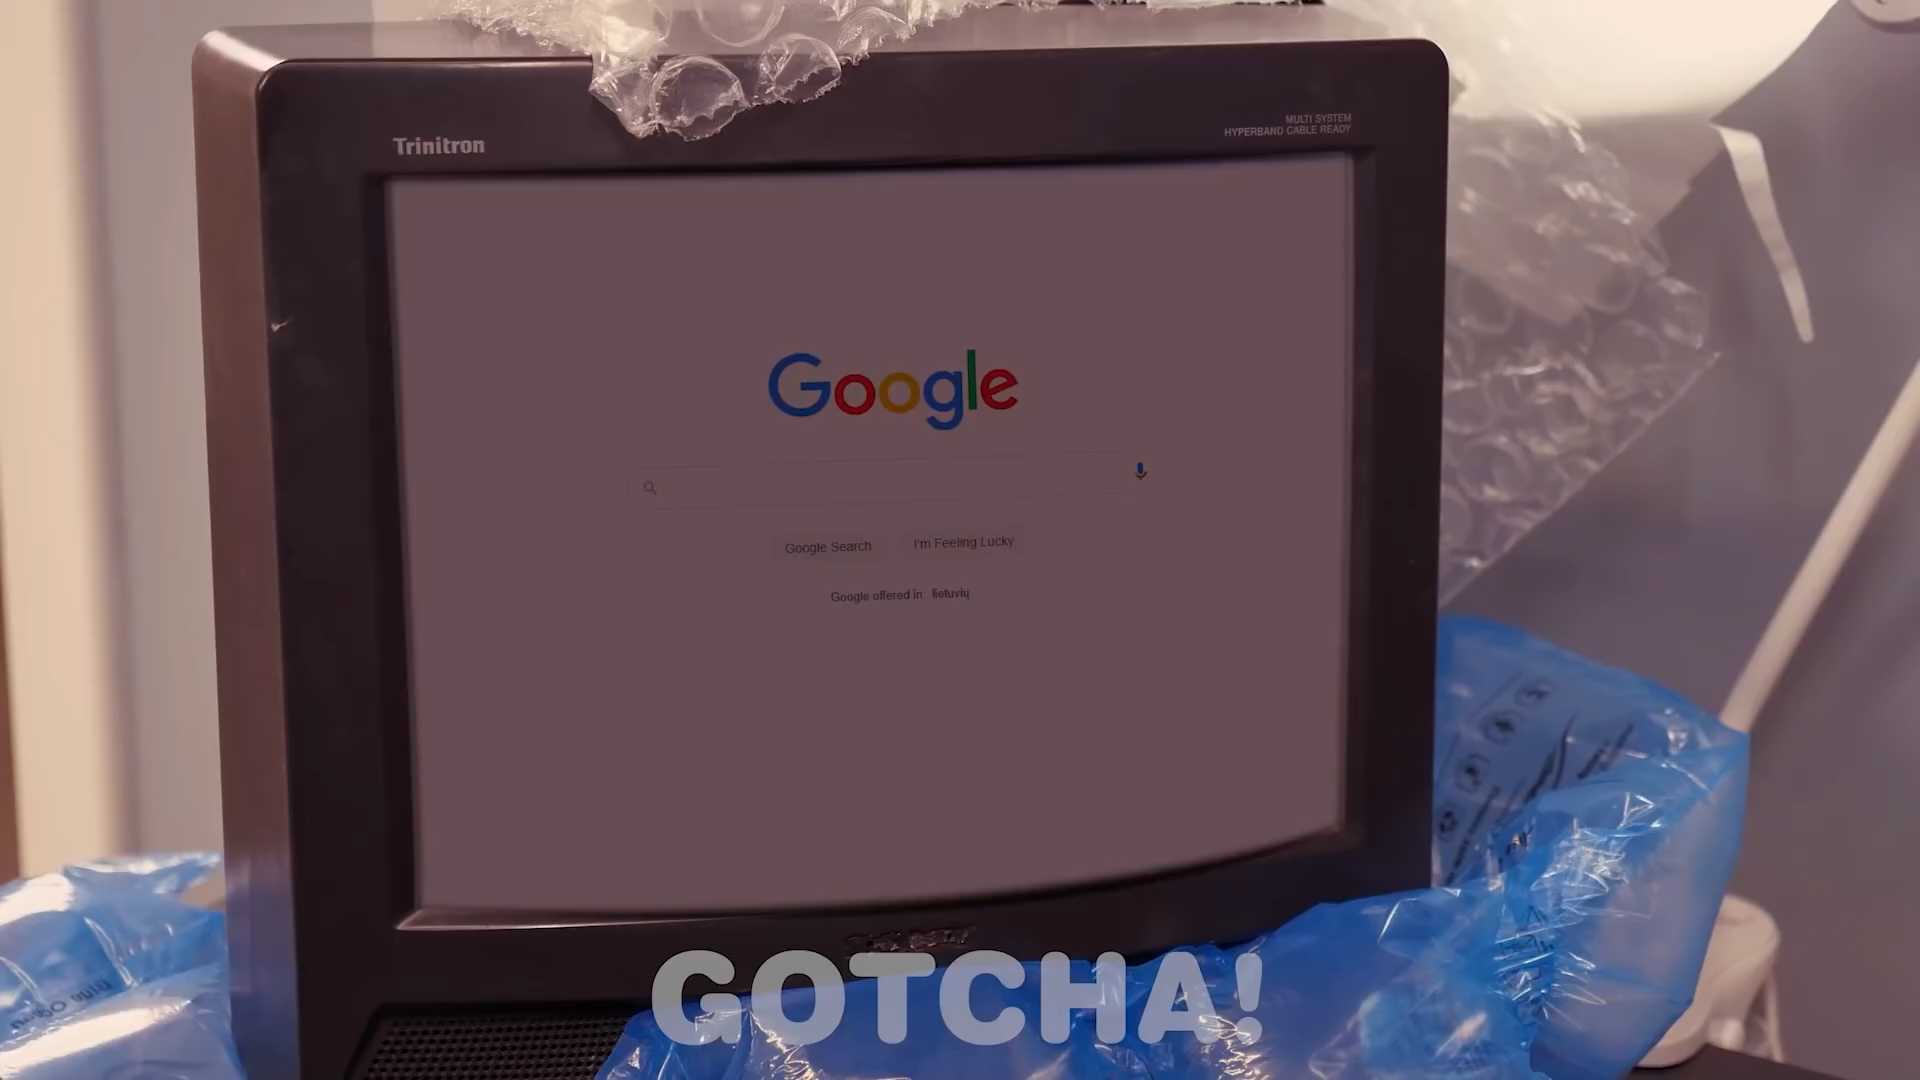 Trinitron
MULTI SYSTEM
HYPERBAND CABLE READY
Google
Google Search
I'm Feeling Lucky
Google offered in: lietuvių
GOTCHA!